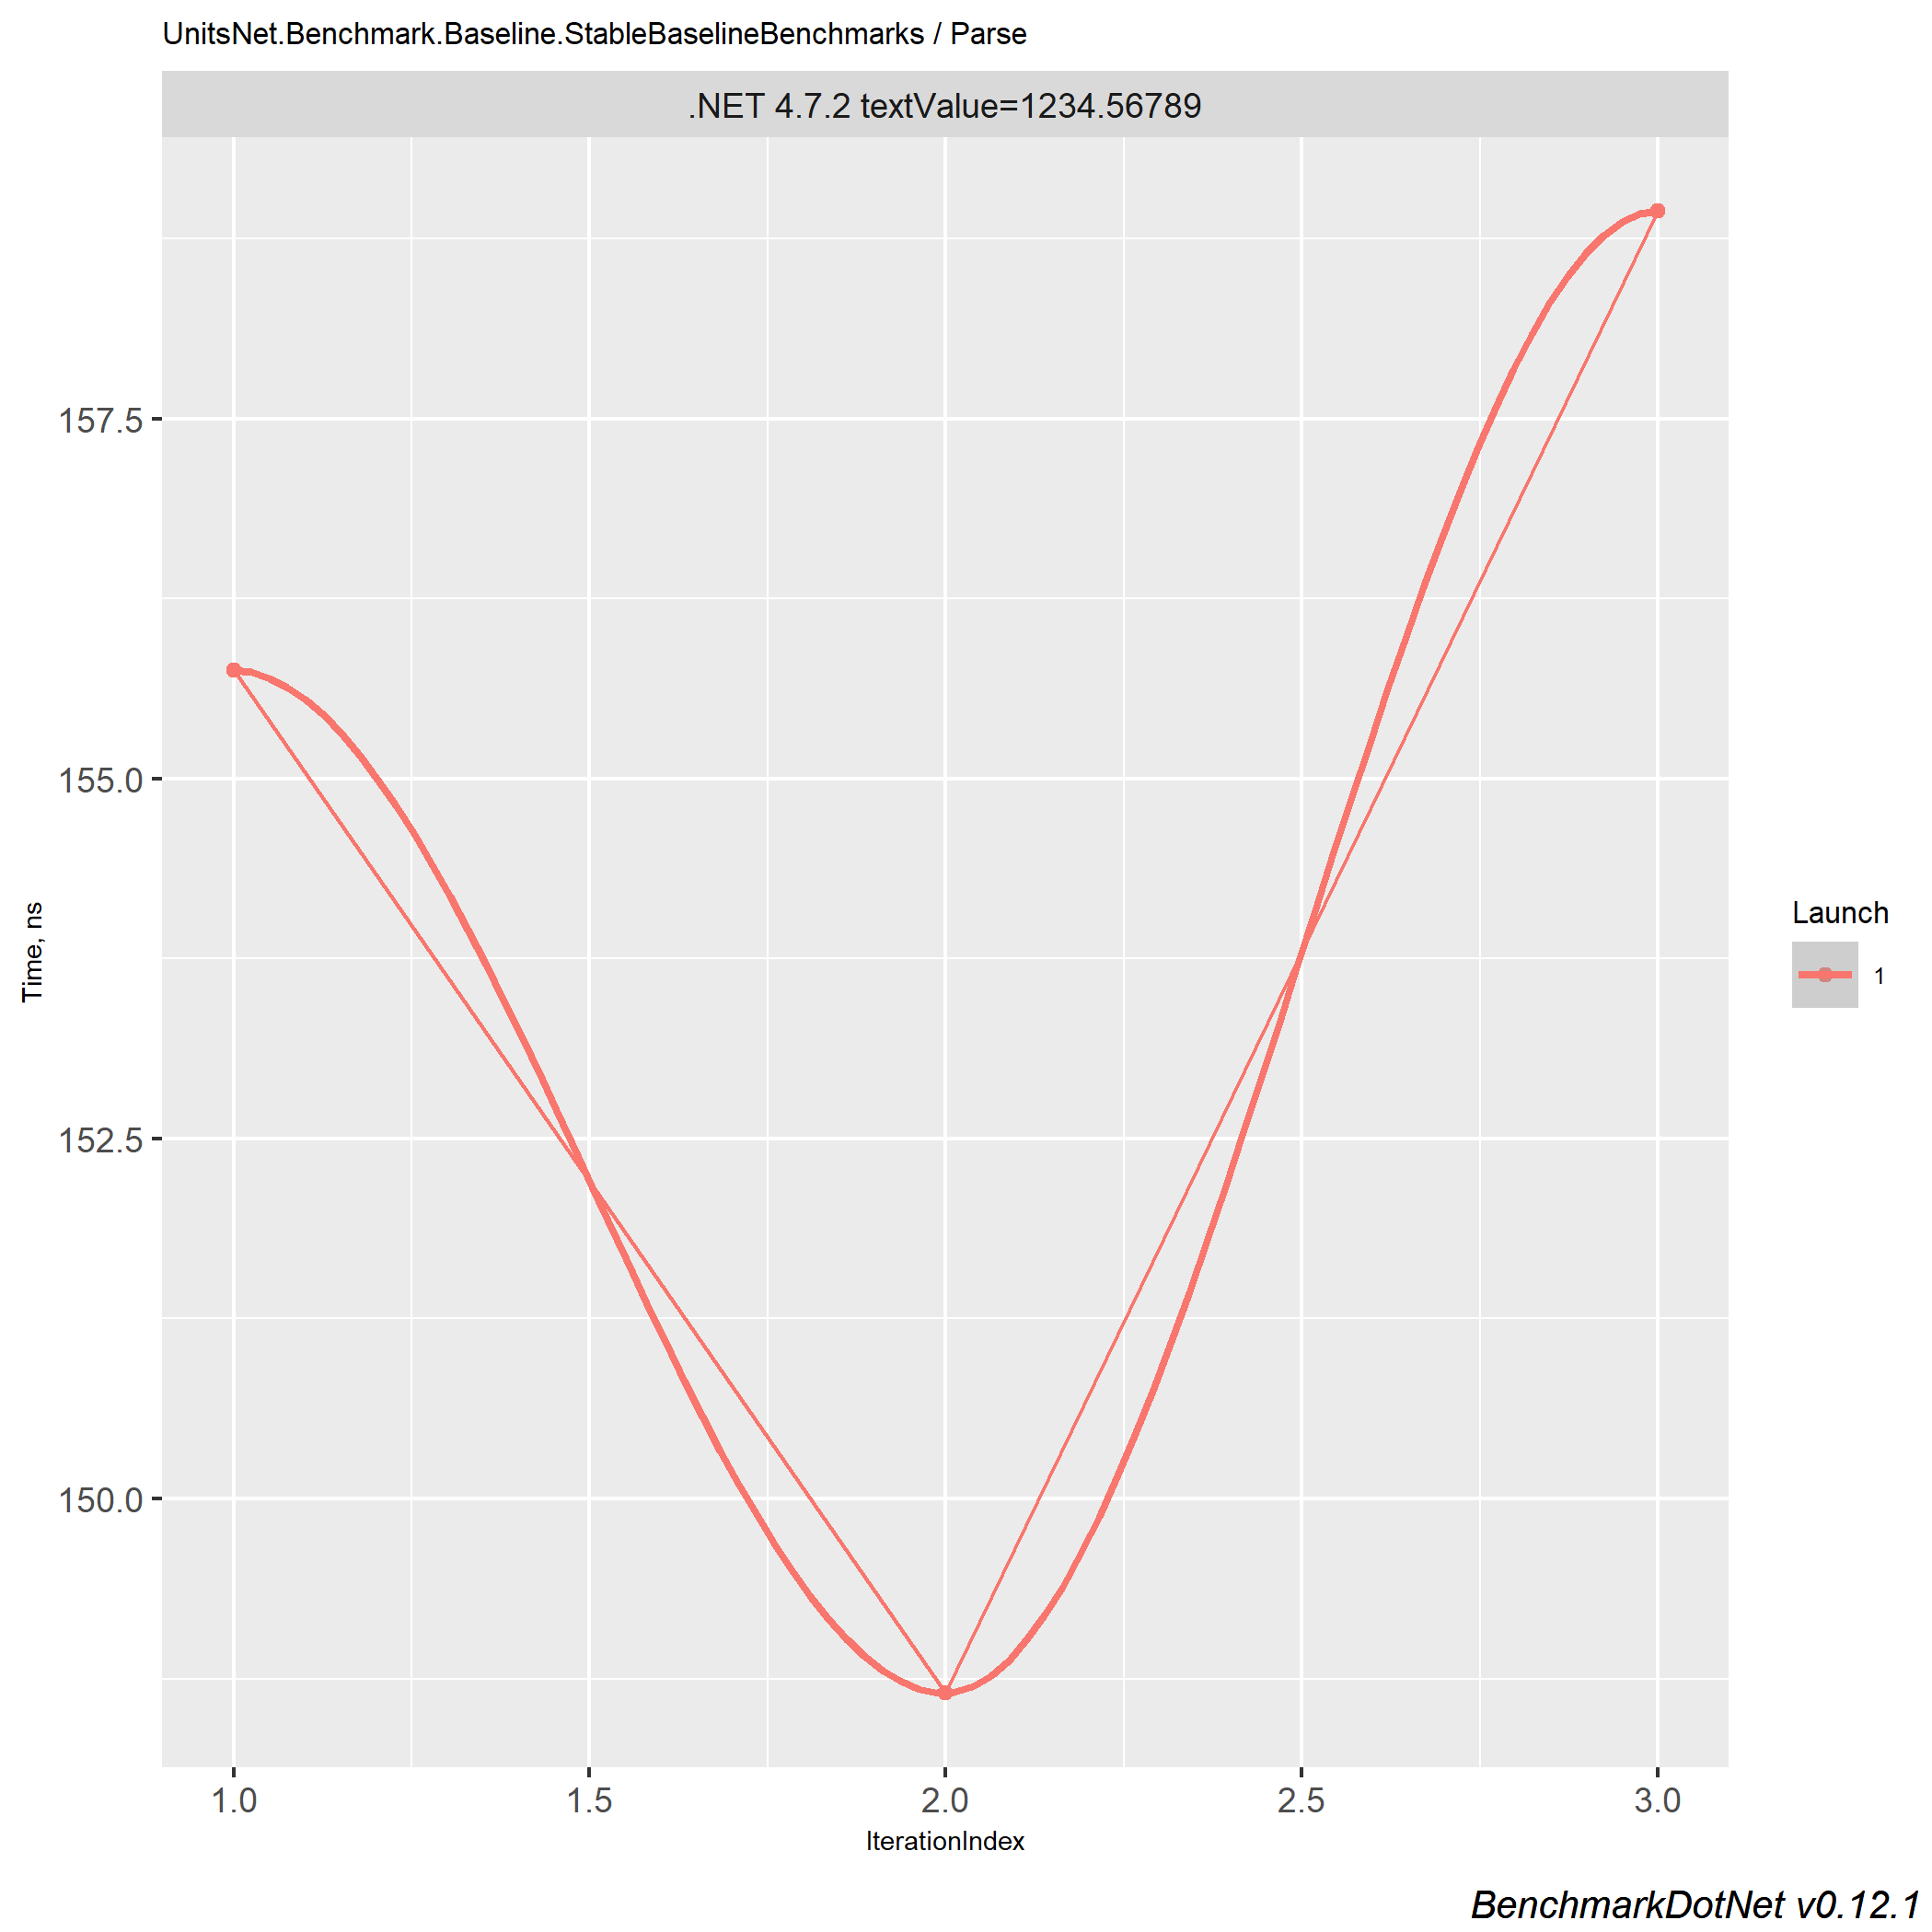 UnitsNet.Benchmark.Baseline.StableBaselineBenchmarks / Parse
.NET 4.7.2 textValue=1234.56789
157.5
155.0
152.5
150.0
Time, ns
1.0 1.5 2.0 2.5 3.0
IterationIndex
Launch
1
BenchmarkDotNet v0.12.1